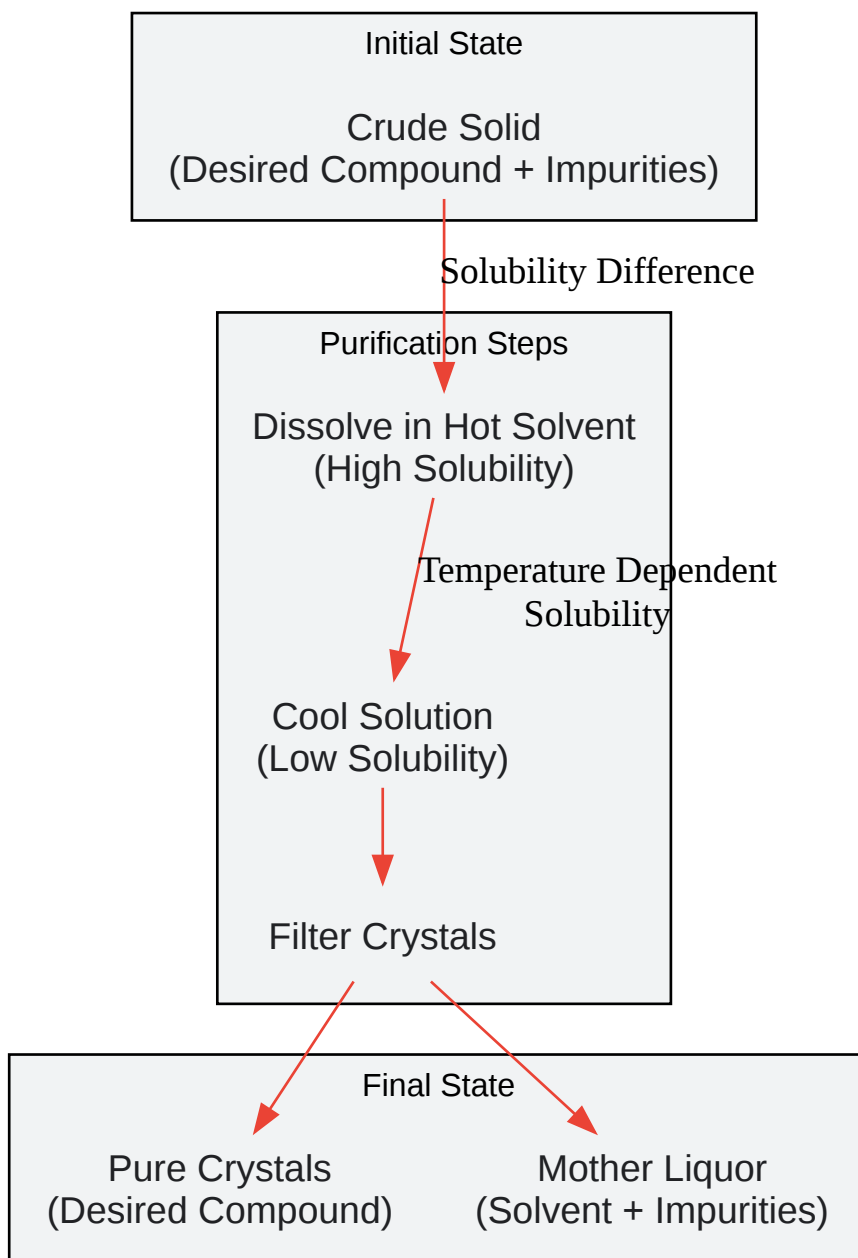 Initial State
Crude Solid
(Desired Compound + Impurities)
Solubility Difference
Purification Steps
Dissolve in Hot Solvent
(High Solubility)
Temperature Dependent
Solubility
Cool Solution
(Low Solubility)
Filter Crystals
Final State
Pure Crystals
(Desired Compound)
Mother Liquor
(Solvent + Impurities)